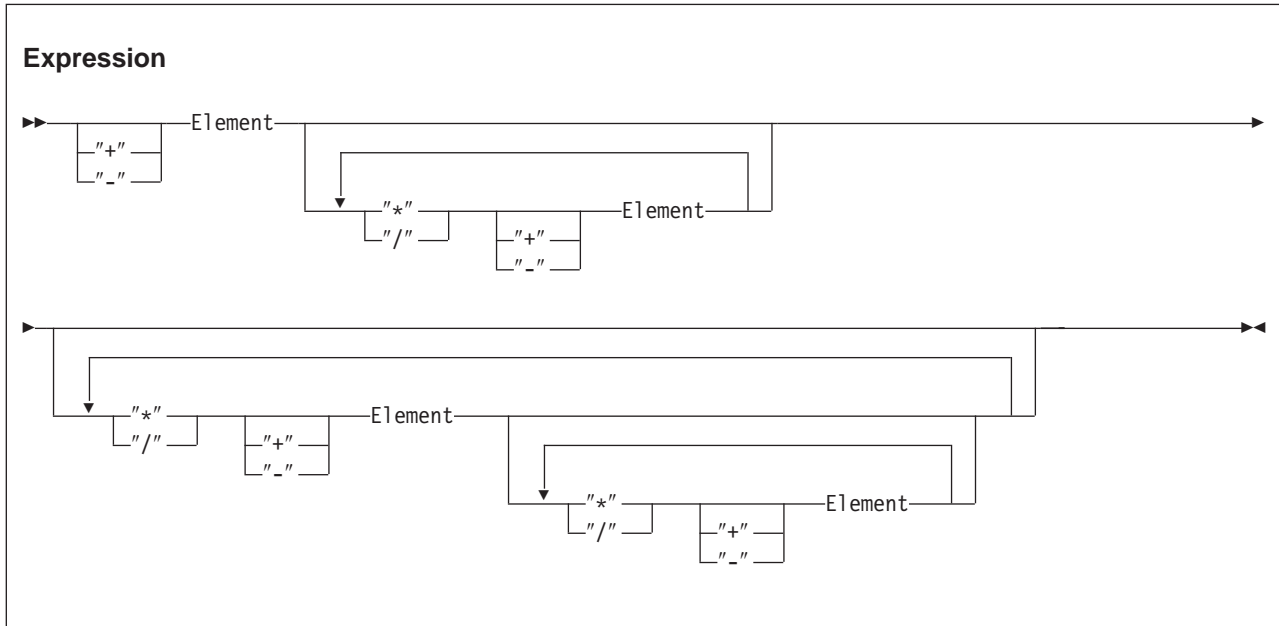 Expression
Element
"+"
"-"
"*" Element
"/" "+"
"-"
"*" Element
"/" "+"
"-"
"*" Element
"/" "+"
"-"